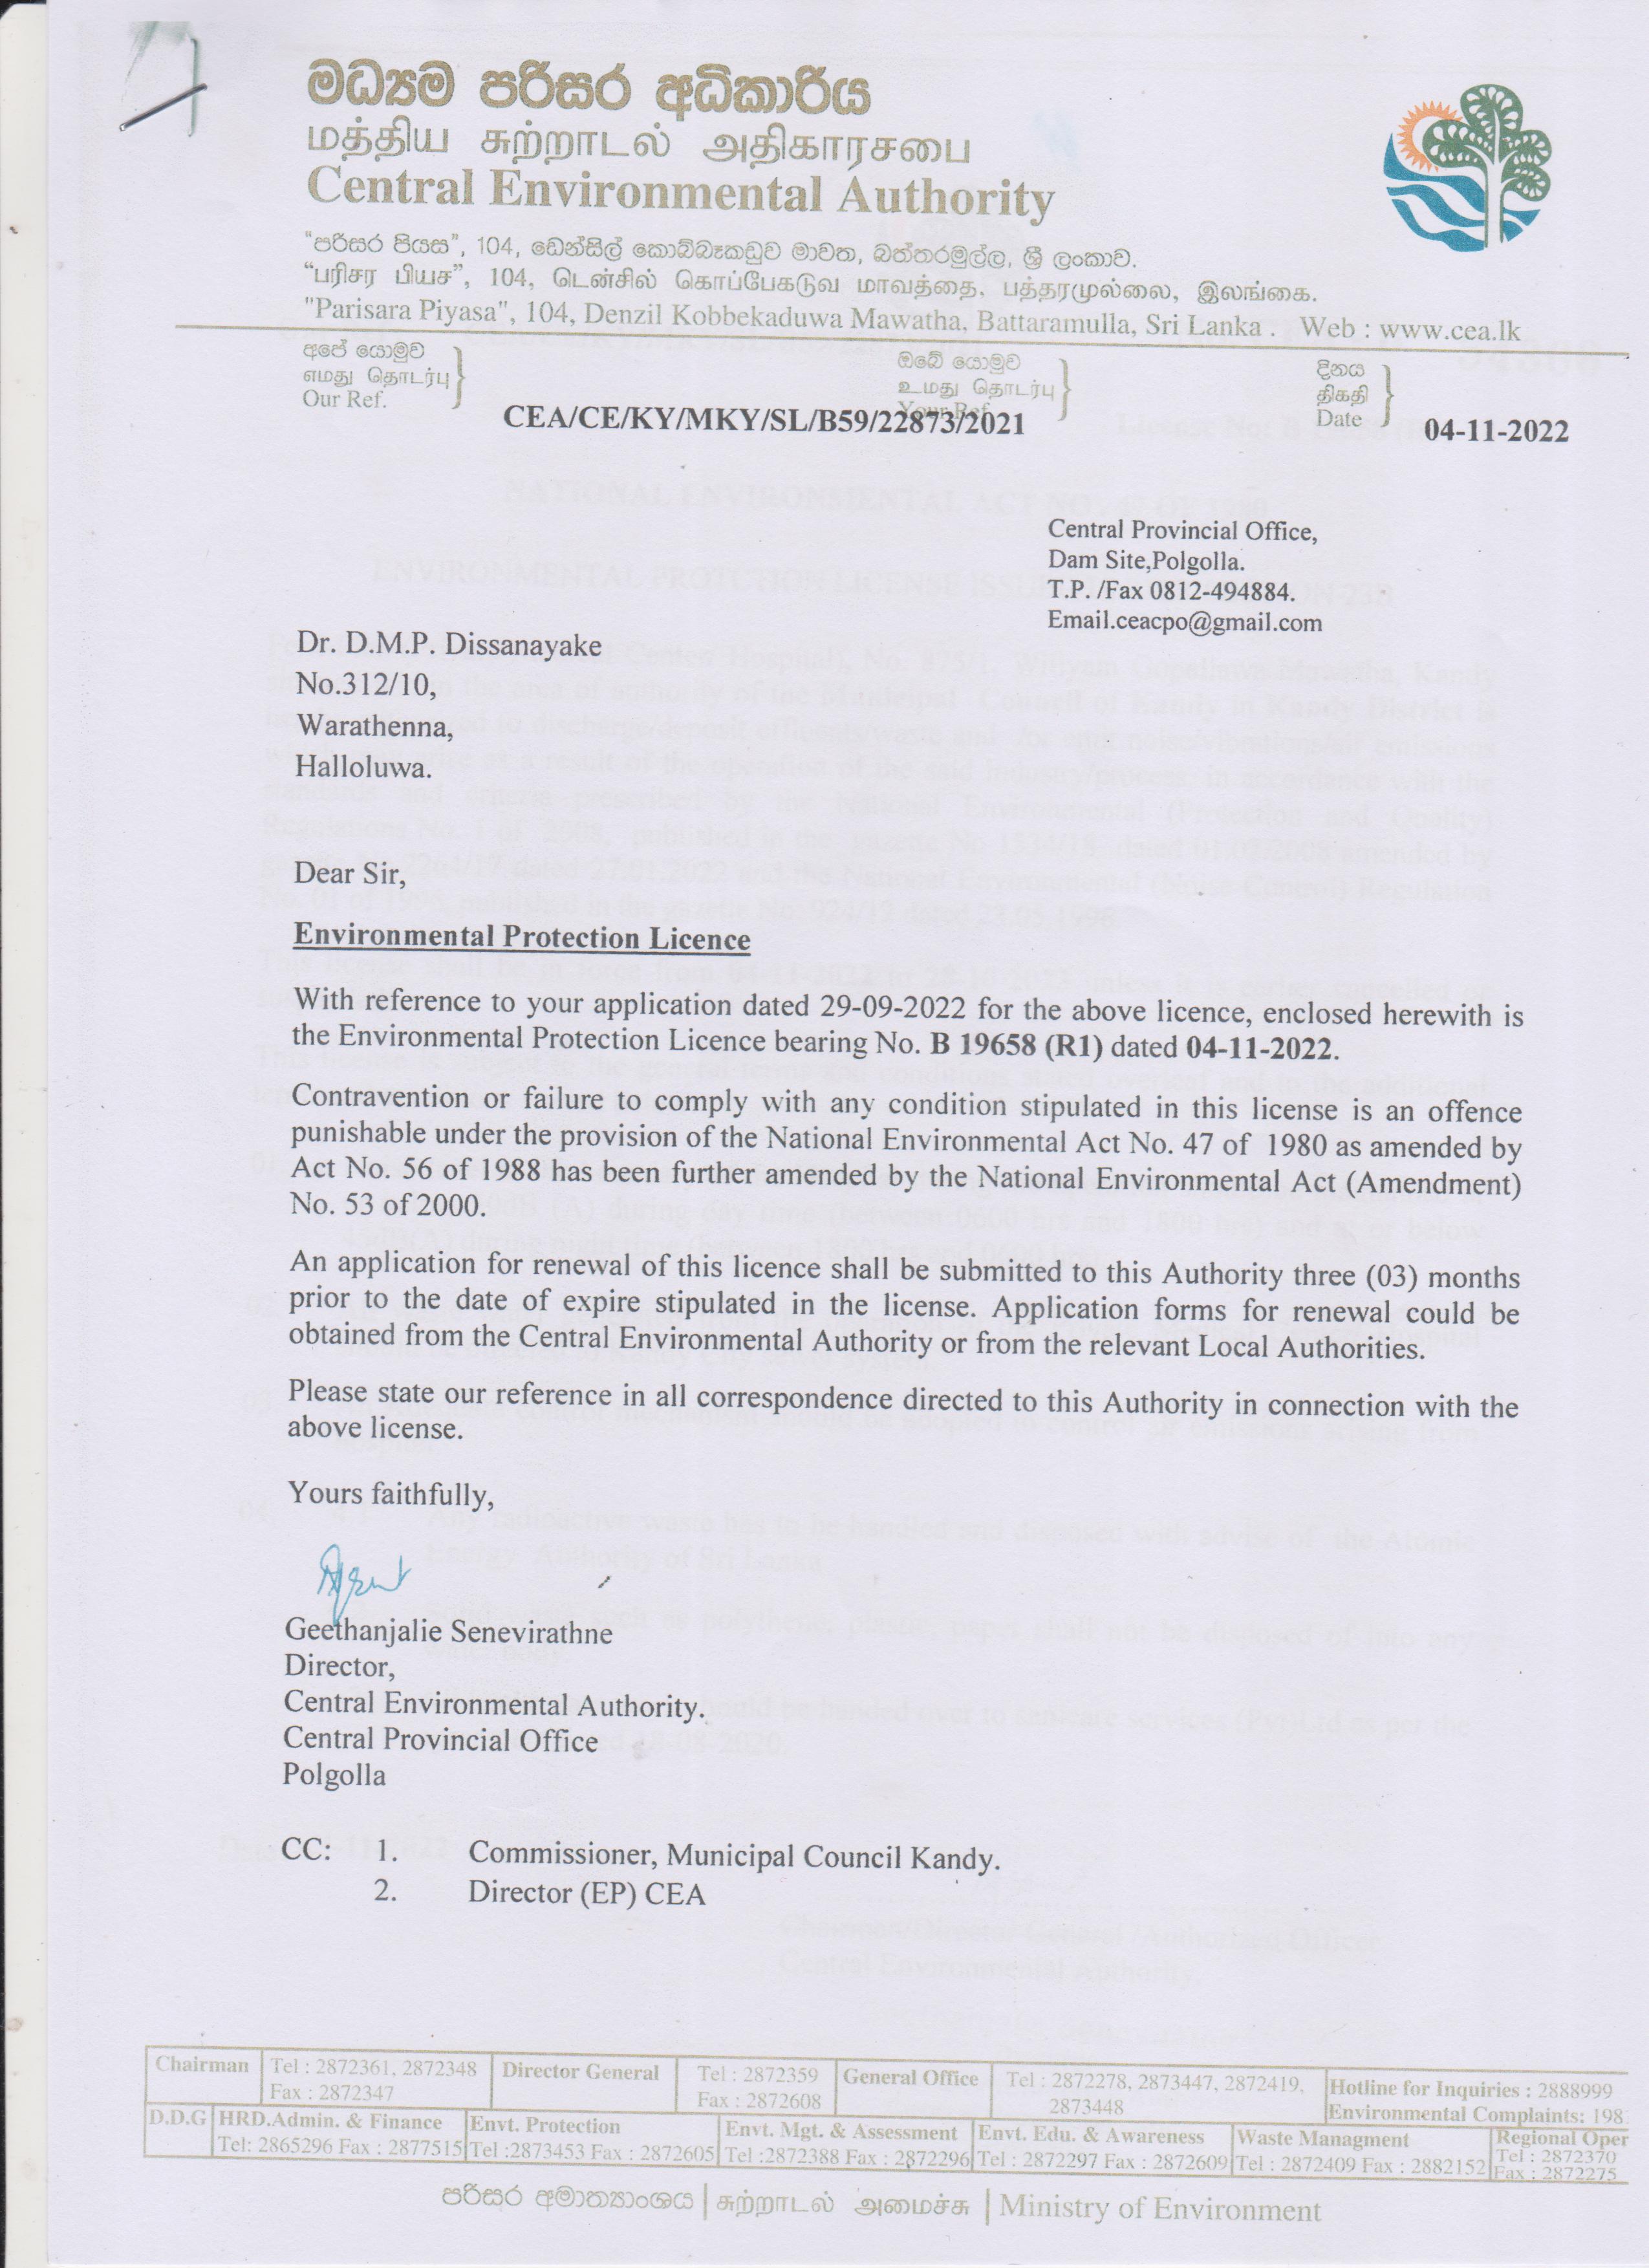 මධ්‍යම පරිසර අධිකාරිය
மத்திய சுற்றாடல் அதிகாரசபை
Central Environmental Authority
"පරිසර පියස", 104, ඩෙන්සිල් කොබ්බෑකඩුව මාවත, බත්තරමුල්ල, ශ්‍රී ලංකාව.
"பரிசர பியச", 104, டென்சில் கொப்பேகடுவ மாவத்தை, பத்தரமுல்லை, இலங்கை.
"Parisara Piyasa", 104, Denzil Kobbekaduwa Mawatha, Battaramulla, Sri Lanka .   Web : www.cea.lk
අපේ යොමුව
எமது தொடர்பு
Our Ref.
CEA/CE/KY/MKY/SL/B59/22873/2021
ඔබේ යොමුව
உமது தொடர்பு
Your Ref.
දිනය
திகதி
Date
04-11-2022
Central Provincial Office,
Dam Site,Polgolla.
T.P. /Fax 0812-494884.
Email.ceacpo@gmail.com
Dr. D.M.P. Dissanayake
No.312/10,
Warathenna,
Halloluwa.
Dear Sir,
Environmental Protection Licence
With reference to your application dated 29-09-2022 for the above licence, enclosed herewith is
the Environmental Protection Licence bearing No. B 19658 (R1) dated 04-11-2022.
Contravention or failure to comply with any condition stipulated in this license is an offence
punishable under the provision of the National Environmental Act No. 47 of 1980 as amended by
Act No. 56 of 1988 has been further amended by the National Environmental Act (Amendment)
No. 53 of 2000.
An application for renewal of this licence shall be submitted to this Authority three (03) months
prior to the date of expire stipulated in the license. Application forms for renewal could be
obtained from the Central Environmental Authority or from the relevant Local Authorities.
Please state our reference in all correspondence directed to this Authority in connection with the
above license.
Yours faithfully,
Geethanjalie Senevirathne
Director,
Central Environmental Authority.
Central Provincial Office
Polgolla
CC: 1. Commissioner, Municipal Council Kandy.
2. Director (EP) CEA
Chairman Tel : 2872361, 2872348 Director General Tel : 2872359 General Office Tel : 2872278, 2873447, 2872419, Hotline for Inquiries : 2888999
Fax : 2872347 Fax : 2872608 2873448 Environmental Complaints: 198
D.D.G HRD.Admin. & Finance Envt. Protection Envt. Mgt. & Assessment Envt. Edu. & Awareness Waste Managment Regional Oper
Tel: 2865296 Fax : 2877515 Tel :2873453 Fax : 2872605 Tel :2872388 Fax : 2872296 Tel : 2872297 Fax : 2872609 Tel : 2872409 Fax : 2882152 Tel : 2872370
Fax : 2872275
පරිසර අමාත්‍යාංශය | சுற்றாடல் அமைச்சு | Ministry of Environment